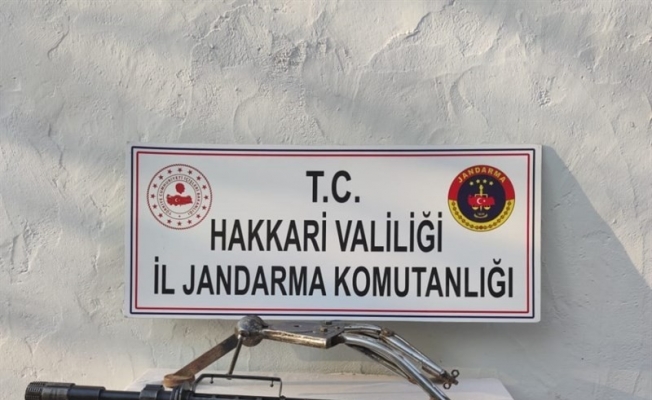 T.C.
HAKKARİ VALİLİĞİ
İL JANDARMA KOMUTANLIĞI
JANDARMA